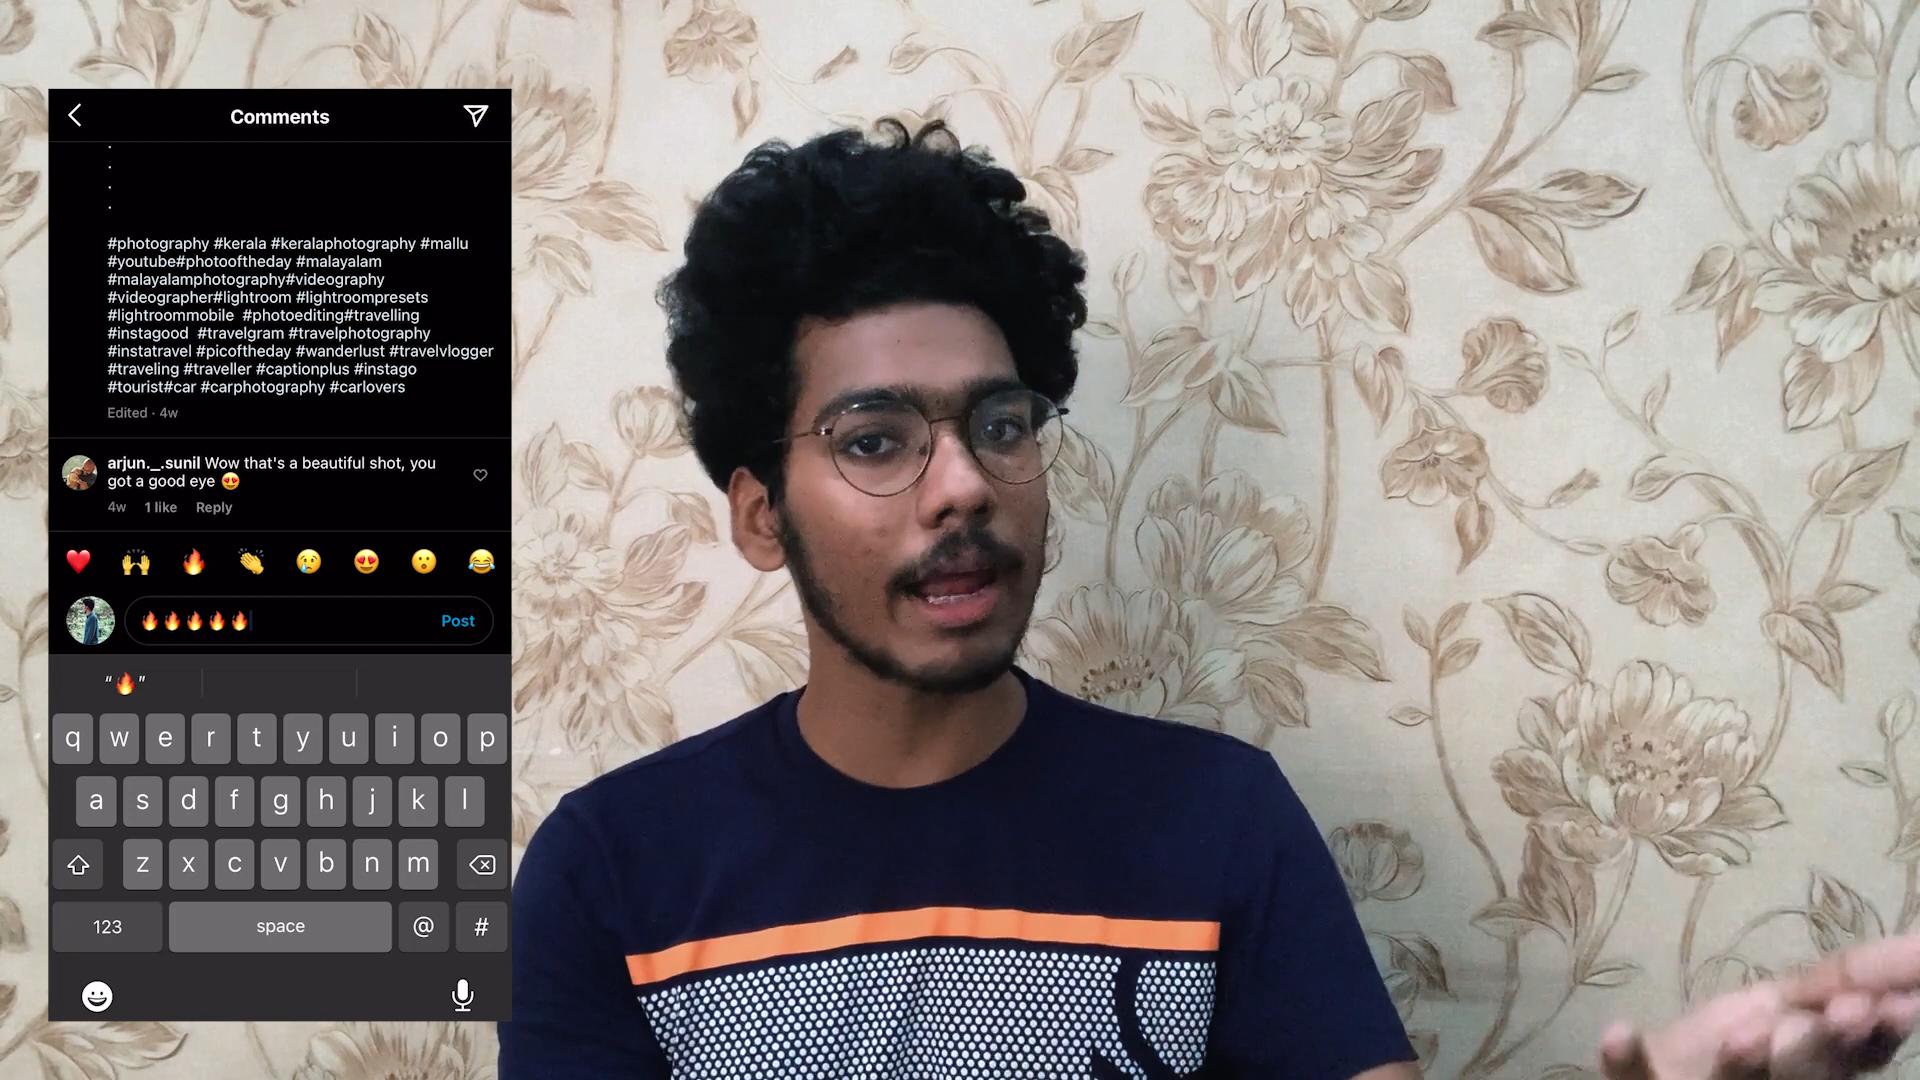 Comments
#photography #kerala #keralaphotography #mallu
#youtube#photooftheday #malayalam
#malayalamphotography#videography
#videographer#lightroom #lightroompresets
#lightroommobile #photoediting#travelling
#instagood #travelgram #travelphotography
#instatravel #picoftheday #wanderlust #travelvlogger
#traveling #traveller #captionplus #instago
#tourist#car #carphotography #carlovers
Edited · 4w
arjun._.sunil Wow that's a beautiful shot, you
got a good eye 😍
4w 1 like Reply
❤️ 🙌 🔥 👏 😢 😍 😮 😂
🔥🔥🔥🔥🔥 Post
“🔥”
q w e r t y u i o p
a s d f g h j k l
z x c v b n m
123 space @ #